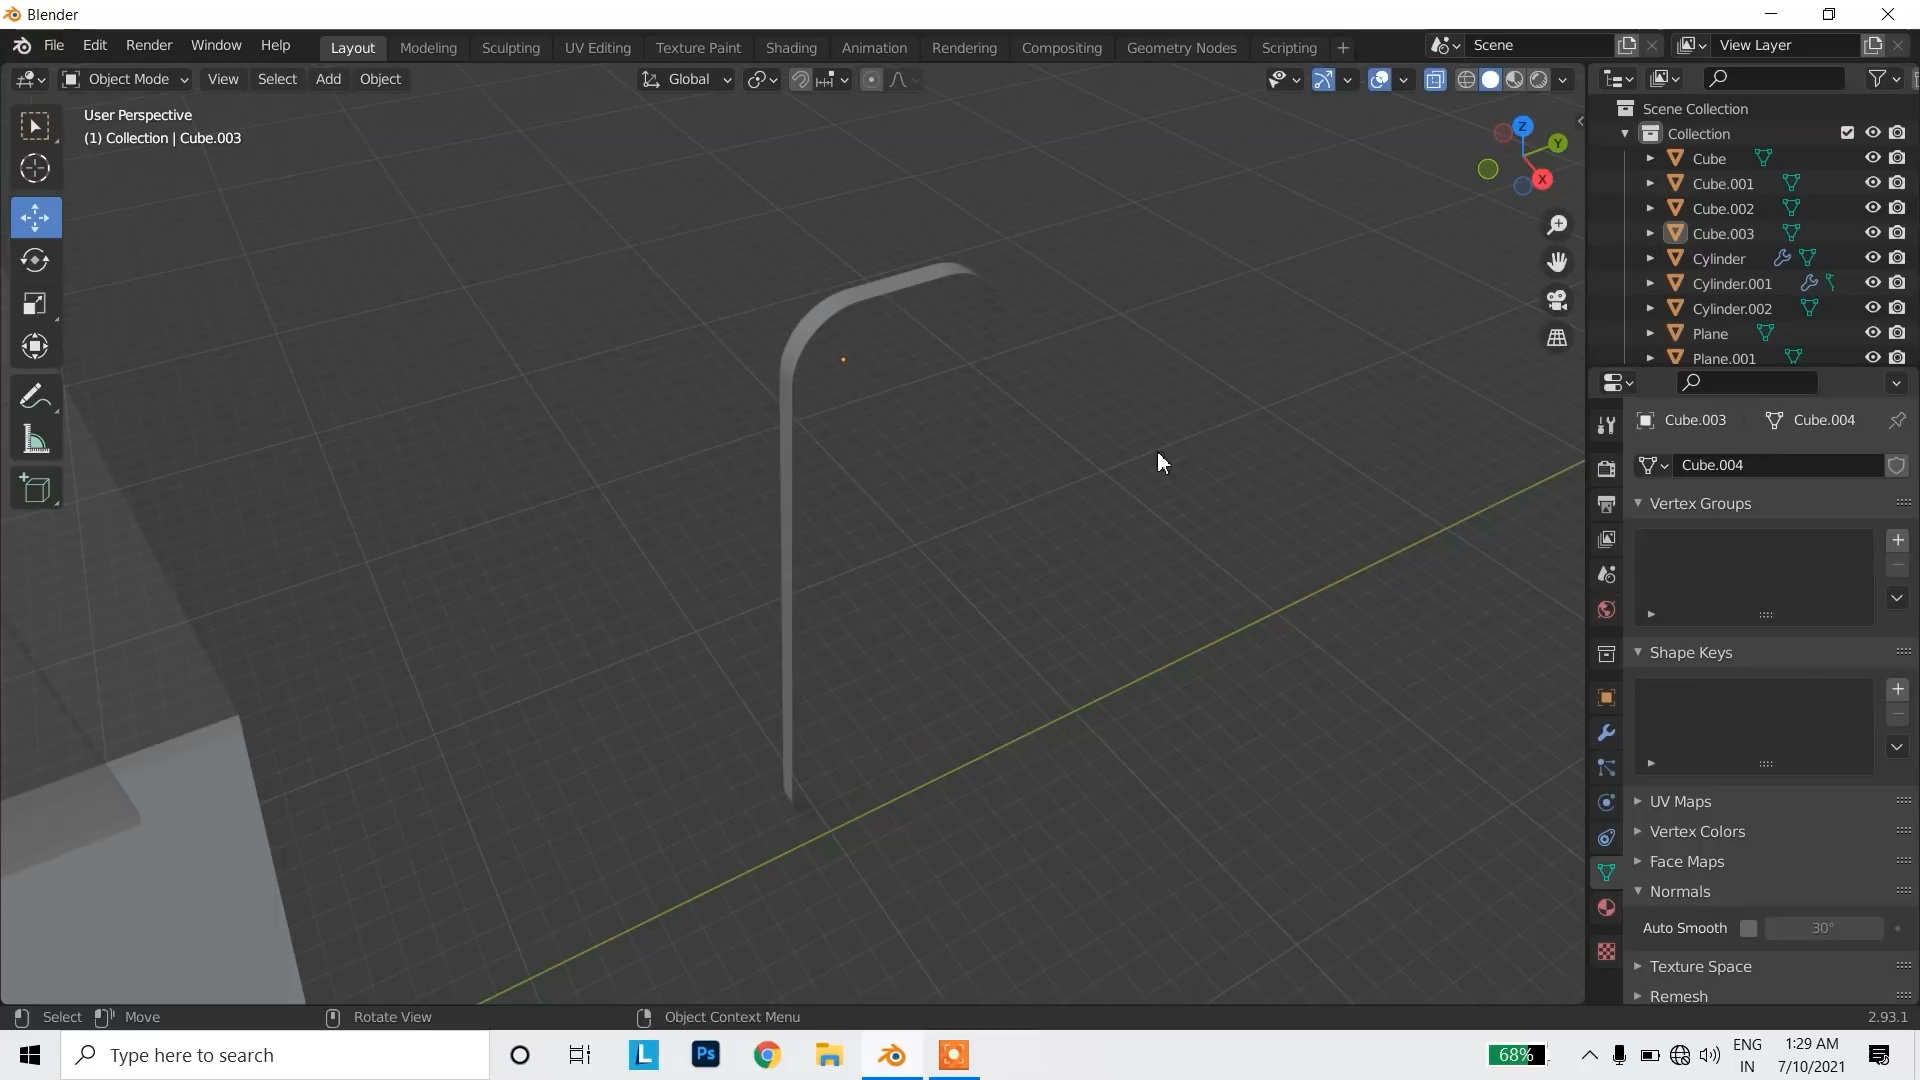 Blender
File Edit Render Window Help Layout Modeling Sculpting UV Editing Texture Paint Shading Animation Rendering Compositing Geometry Nodes Scripting + Scene View Layer
Object Mode View Select Add Object Global
User Perspective
(1) Collection | Cube.003
Z
Y
X
Scene Collection
Collection
Cube
Cube.001
Cube.002
Cube.003
Cylinder
Cylinder.001
Cylinder.002
Plane
Plane.001
Cube.003 Cube.004
Cube.004
Vertex Groups
Shape Keys
UV Maps
Vertex Colors
Face Maps
Normals
Auto Smooth 30°
Texture Space
Remesh
Select Move Rotate View Object Context Menu 2.93.1
Type here to search L Ps 68% ENG 1:29 AM
IN 7/10/2021